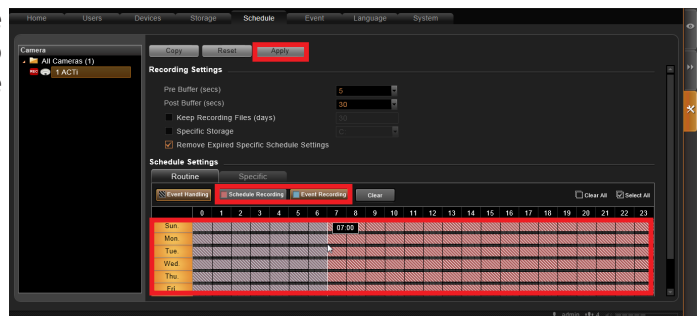 Home Users Devices Storage Schedule Event Language System
Camera
All Cameras (1)
REC 1 ACTi
Copy Reset Apply
Recording Settings
Pre Buffer (secs) 5
Post Buffer (secs) 30
Keep Recording Files (days) 30
Specific Storage C
Remove Expired Specific Schedule Settings
Schedule Settings
Routine Specific
Event Handling Schedule Recording Event Recording Clear Clear All Select All
0 1 2 3 4 5 6 7 8 9 10 11 12 13 14 15 16 17 18 19 20 21 22 23
Sun. 07:00
Mon.
Tue.
Wed.
Thu.
Fri.
admin